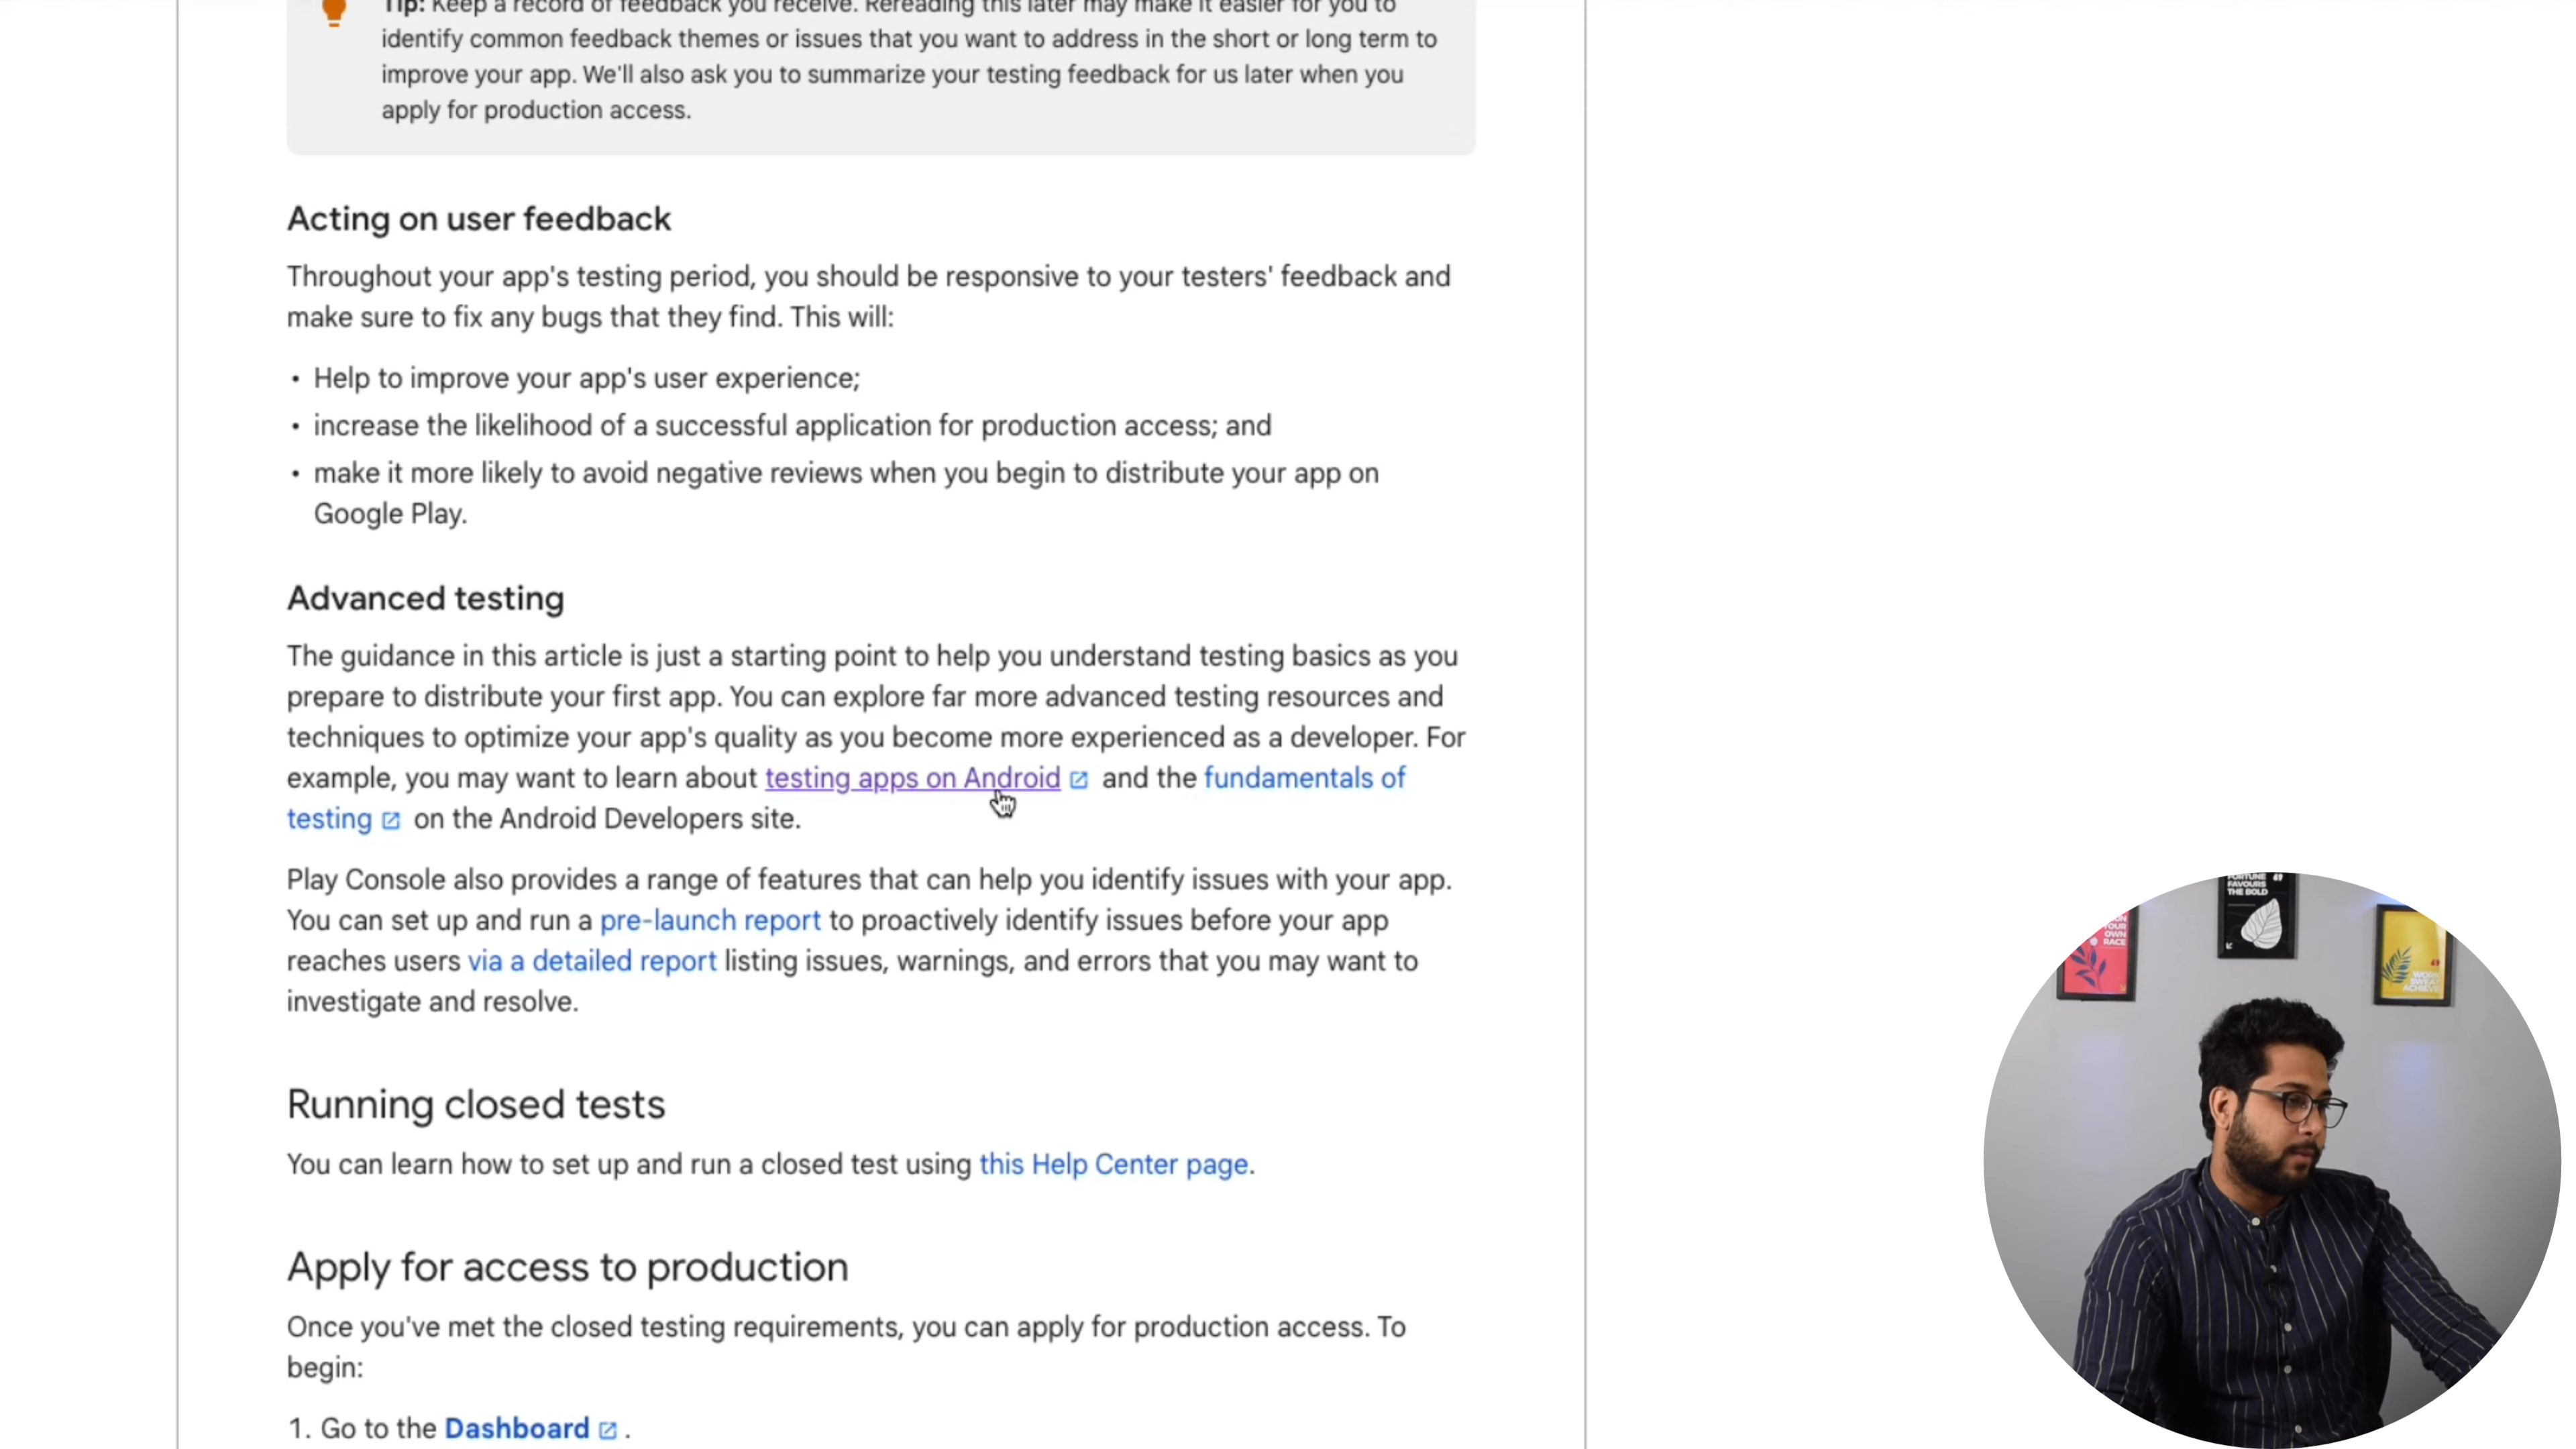 Tip: Keep a record of feedback you receive. Rereading this later may make it easier for you to
identify common feedback themes or issues that you want to address in the short or long term to
improve your app. We'll also ask you to summarize your testing feedback for us later when you
apply for production access.
Acting on user feedback
Throughout your app's testing period, you should be responsive to your testers' feedback and
make sure to fix any bugs that they find. This will:
• Help to improve your app's user experience;
• increase the likelihood of a successful application for production access; and
• make it more likely to avoid negative reviews when you begin to distribute your app on
Google Play.
Advanced testing
The guidance in this article is just a starting point to help you understand testing basics as you
prepare to distribute your first app. You can explore far more advanced testing resources and
techniques to optimize your app's quality as you become more experienced as a developer. For
example, you may want to learn about testing apps on Android and the fundamentals of
testing on the Android Developers site.
Play Console also provides a range of features that can help you identify issues with your app.
You can set up and run a pre-launch report to proactively identify issues before your app
reaches users via a detailed report listing issues, warnings, and errors that you may want to
investigate and resolve.
Running closed tests
You can learn how to set up and run a closed test using this Help Center page.
Apply for access to production
Once you've met the closed testing requirements, you can apply for production access. To
begin:
1. Go to the Dashboard .
FORTUNE
FAVOURS
THE BOLD
YOUR
OWN
RACE